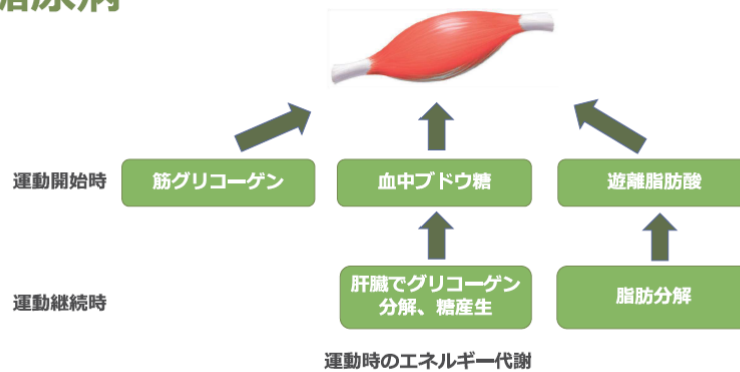 糖尿病
運動開始時
筋グリコーゲン
血中ブドウ糖
遊離脂肪酸
運動継続時
肝臓でグリコーゲン
分解、糖産生
脂肪分解
運動時のエネルギー代謝